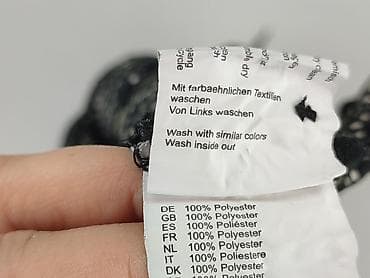 Mit farbaehnlichen Textilien
waschen
Von Links waschen
Wash with similar colors
Wash inside out
DE 100% Polyester
GB 100% Polyester
ES 100% Poliéster
FR 100% Polyester
NL 100% Polyester
IT 100% Poliestere
DK 100% Polyester